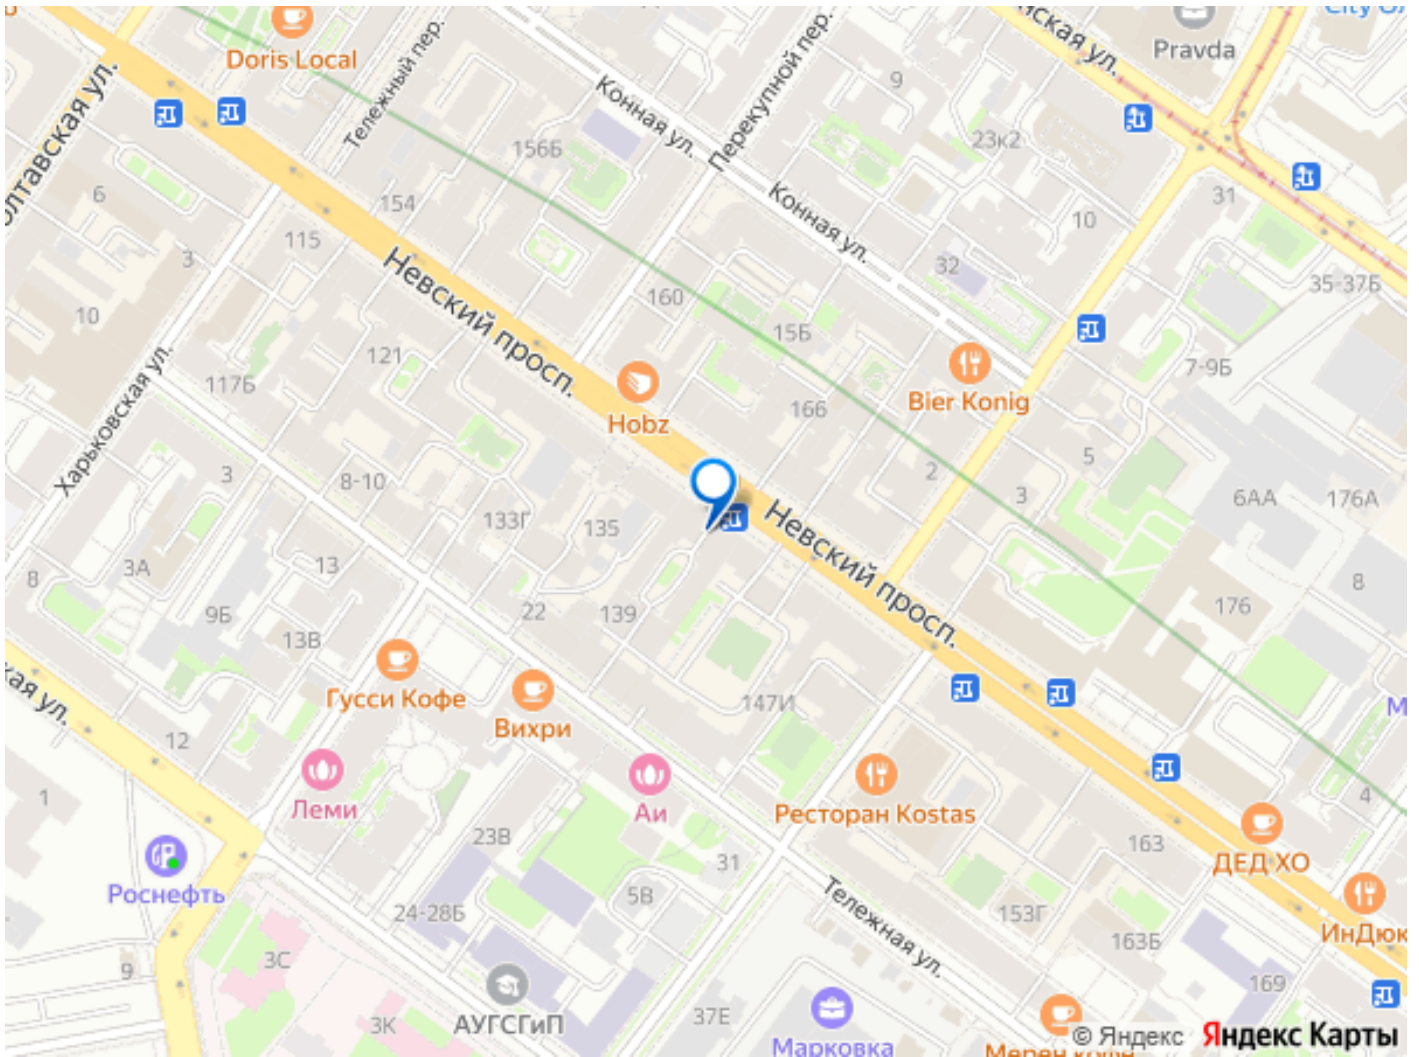 Doris Local
Тележный пер.
Конная ул.
Перекупной пер.
Pravda
9
23к2
156Б
154
6
115
3
10
Невский просп.
Конная ул.
10
31
32
35-37Б
160
15Б
7-9Б
121
117Б
Харьковская ул.
Hobz
166
Bier Konig
2
5
3
6АА
176А
3
8-10
133Г
135
Невский просп.
13
3А
8
9Б
13В
22
139
176
8
Гусси Кофе
Вихри
147И
12
Леми
Аи
Ресторан Kostas
4
1
Роснефть
23В
31
5В
163
ДЕД ХО
24-28Б
Тележная ул.
153Г
163Б
ИнДюк
3С
9
169
АУГСГиП
3К
37Е
Марковка
© Яндекс
Яндекс Карты